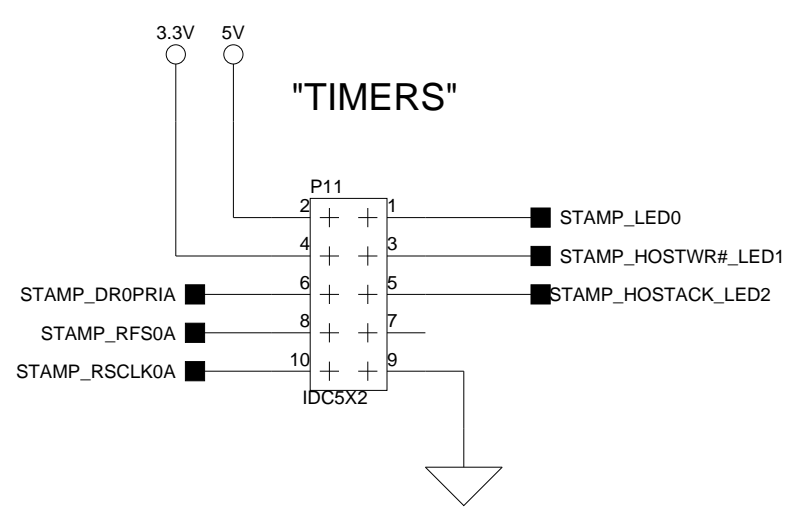 3.3V 5V
"TIMERS"
P11
2 1 STAMP_LED0
4 3 STAMP_HOSTWR#_LED1
STAMP_DR0PRIA 6 5 STAMP_HOSTACK_LED2
STAMP_RFS0A 8 7
STAMP_RSCLK0A 10 9
IDC5X2